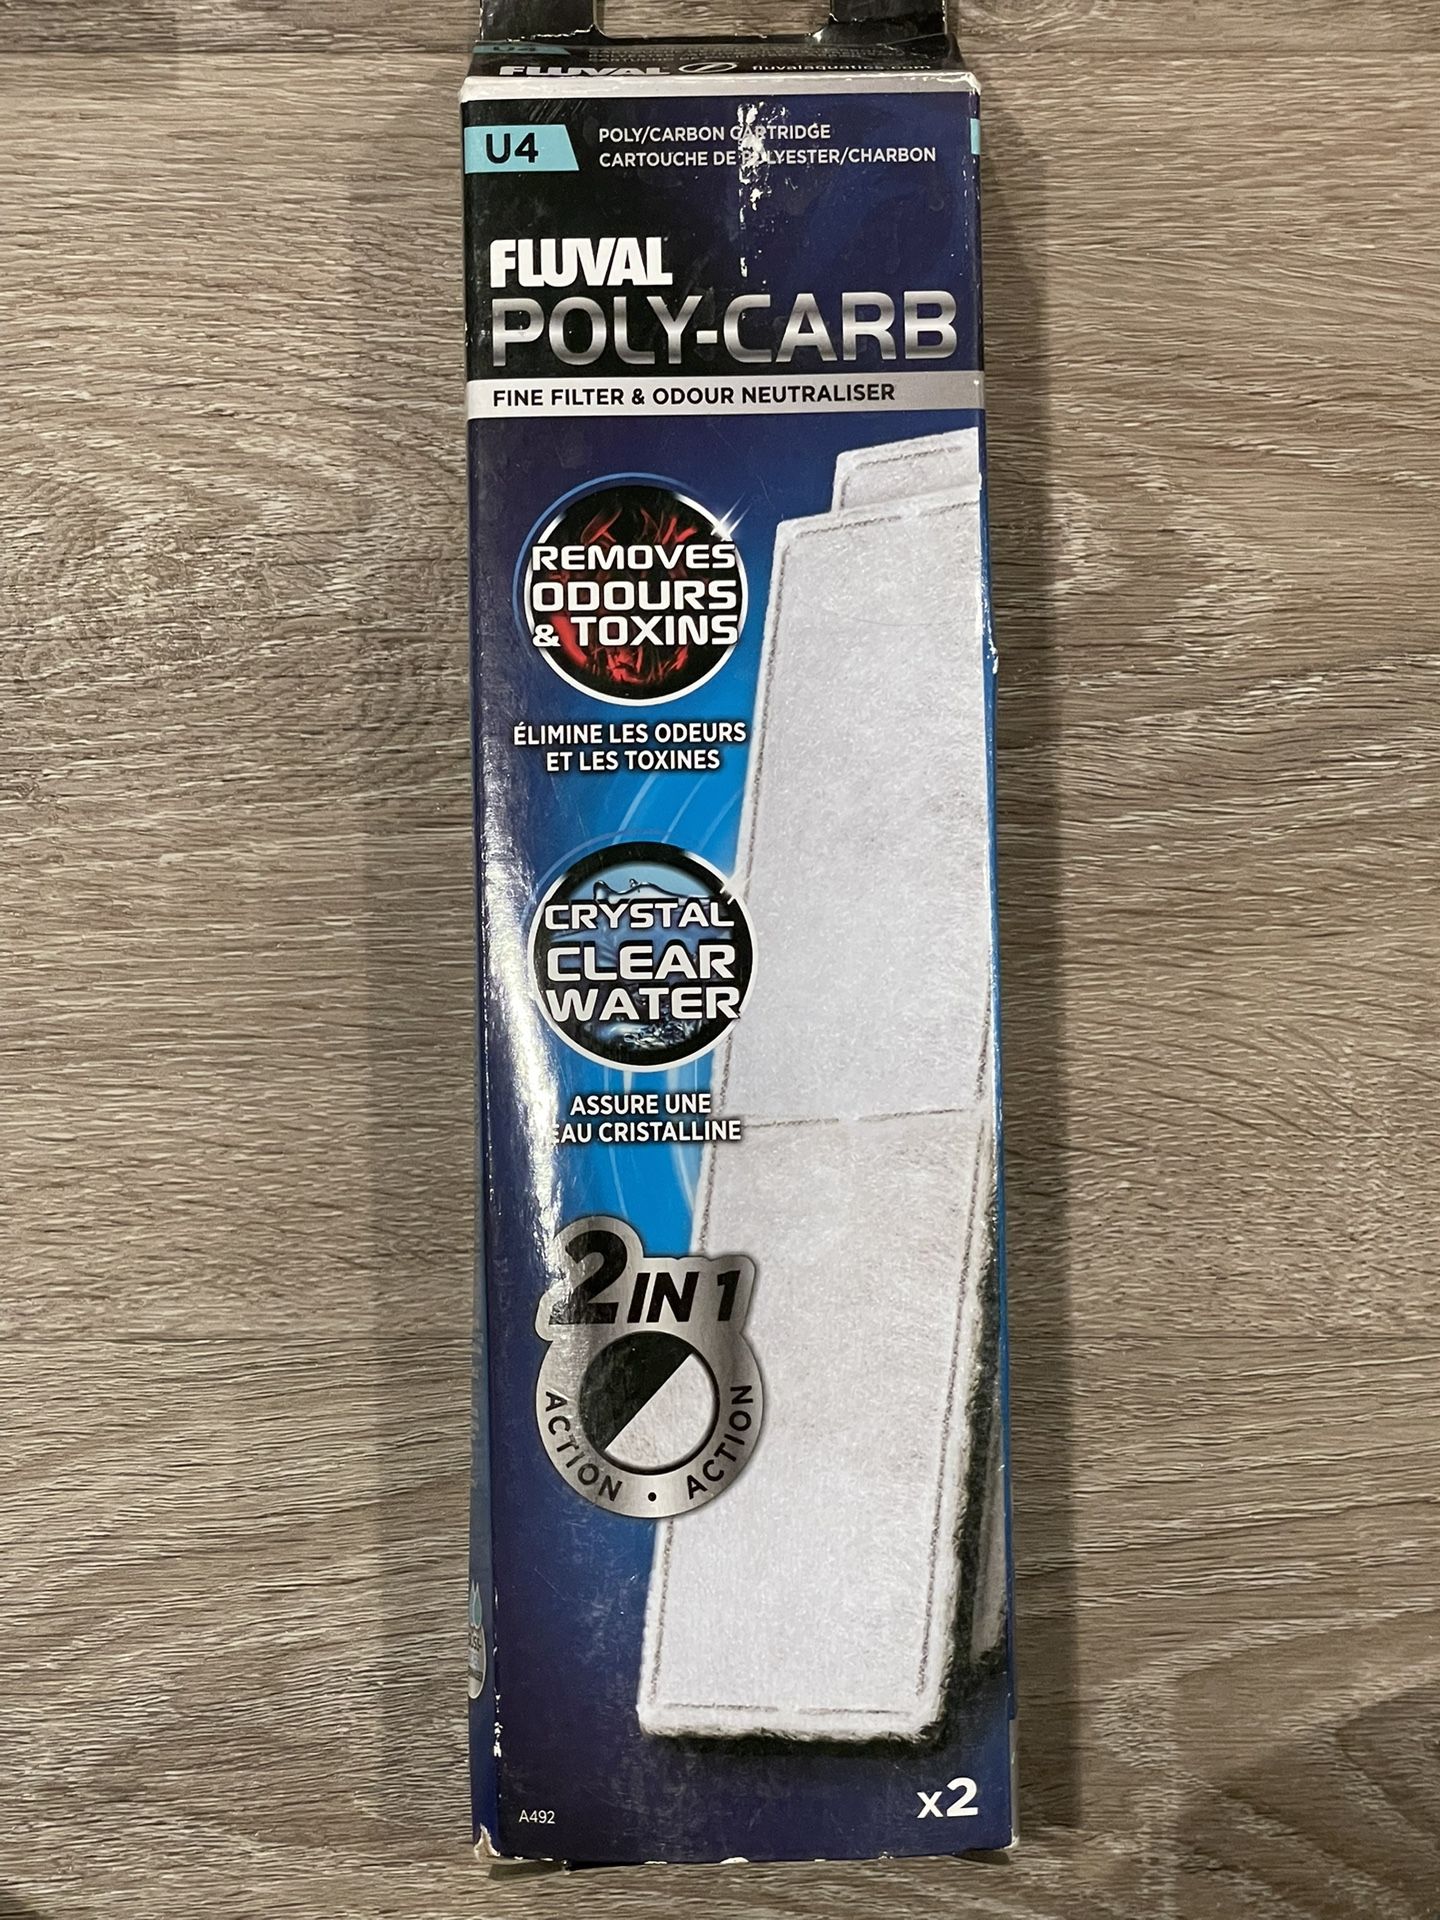 U4
FLUVAL
U4
POLY/CARBON CARTRIDGE
CARTOUCHE DE POLYESTER/CHARBON
FLUVAL
POLY-CARB
FINE FILTER & ODOUR NEUTRALISER
REMOVES
ODOURS
& TOXINS
ÉLIMINE LES ODEURS
ET LES TOXINES
CRYSTAL
CLEAR
WATER
ASSURE UNE
EAU CRISTALLINE
2 IN 1
ACTION • ACTION
A492
x2